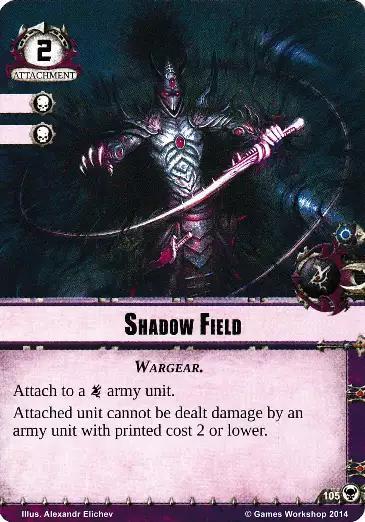 2
ATTACHMENT
SHADOW FIELD
WARGEAR.
Attach to a army unit.
Attached unit cannot be dealt damage by an
army unit with printed cost 2 or lower.
105
Illus. Alexandr Elichev © Games Workshop 2014